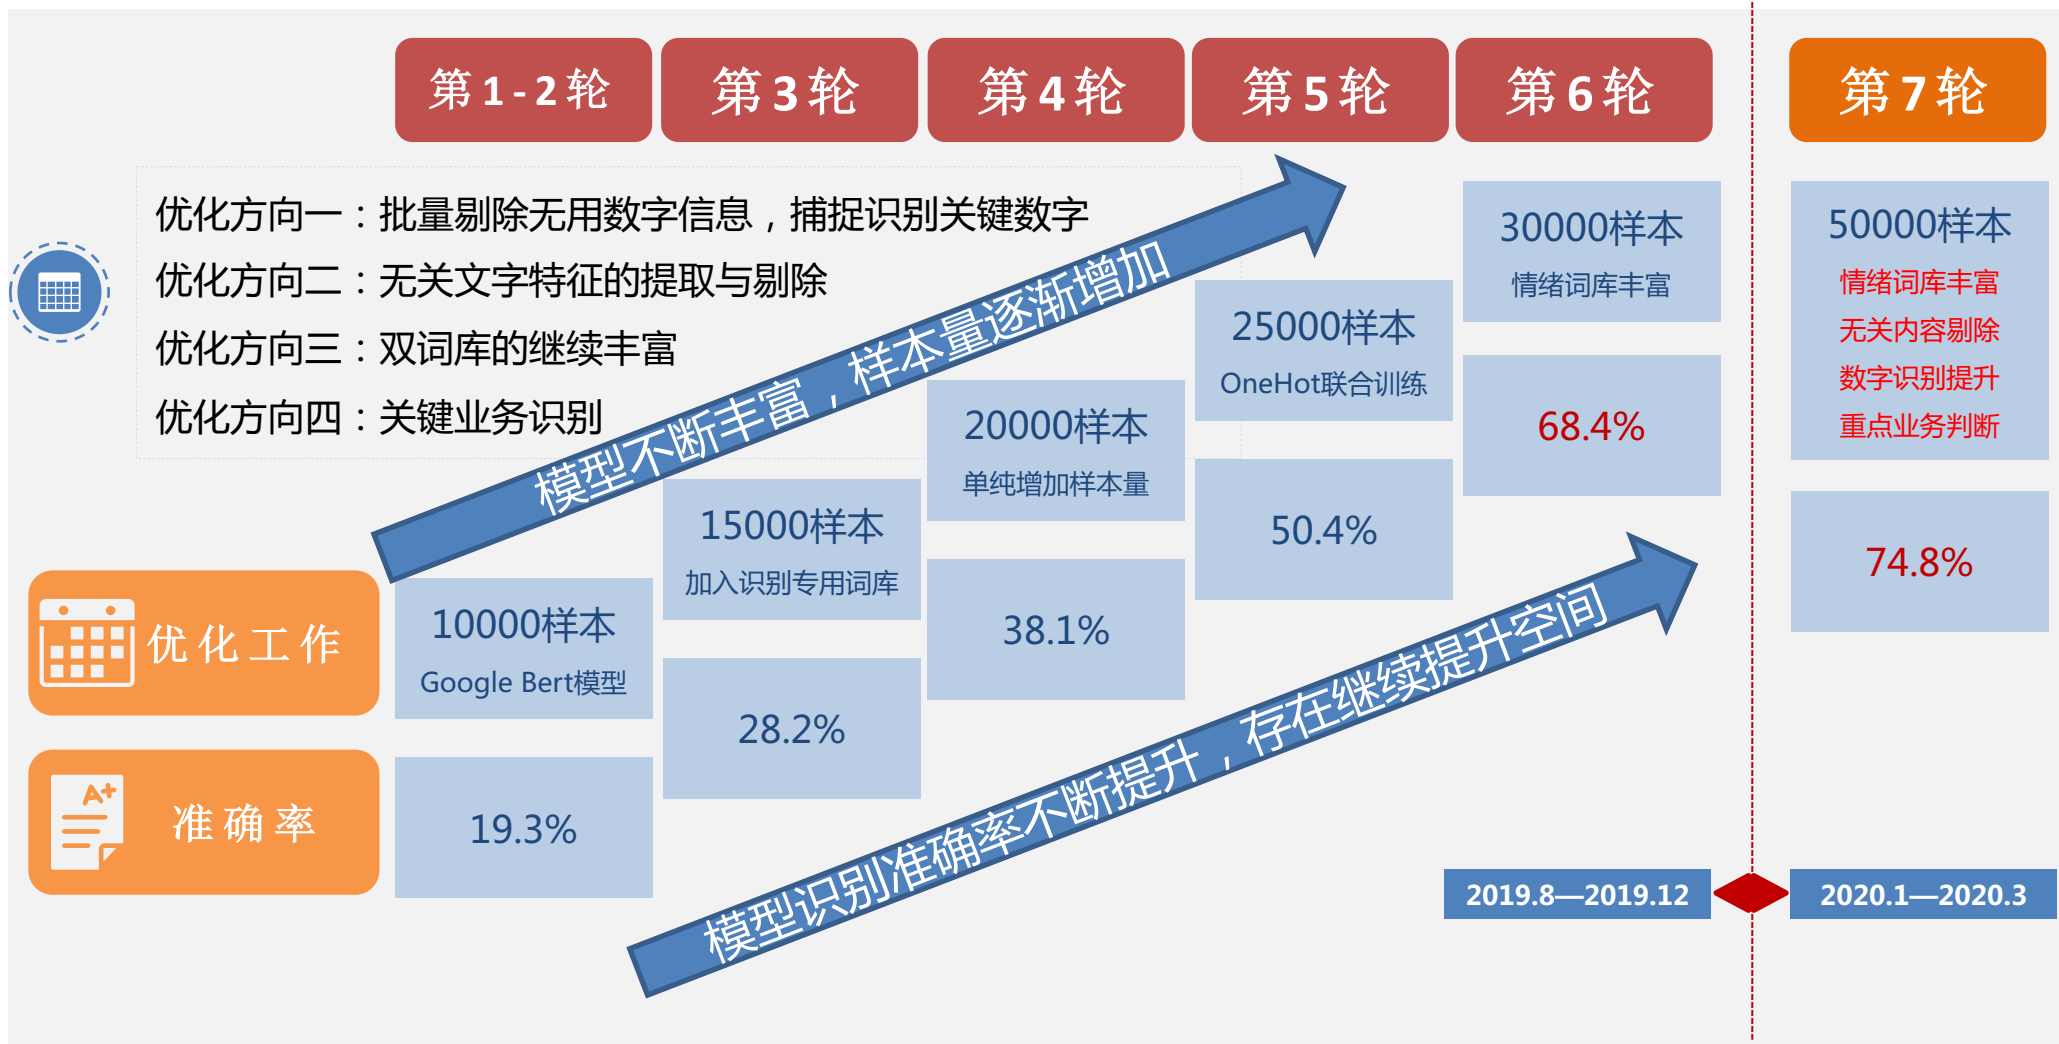 第1-2轮
第3轮
第4轮
第5轮
第6轮
第7轮
优化方向一：批量剔除无用数字信息，捕捉识别关键数字
优化方向二：无关文字特征的提取与剔除
优化方向三：双词库的继续丰富
优化方向四：关键业务识别
模型不断丰富，样本量逐渐增加
优化工作
10000样本
Google Bert模型
15000样本
加入识别专用词库
20000样本
单纯增加样本量
25000样本
OneHot联合训练
30000样本
情绪词库丰富
50000样本
情绪词库丰富
无关内容剔除
数字识别提升
重点业务判断
准确率
19.3%
28.2%
38.1%
50.4%
68.4%
74.8%
模型识别准确率不断提升，存在继续提升空间
2019.8—2019.12
2020.1—2020.3
A+